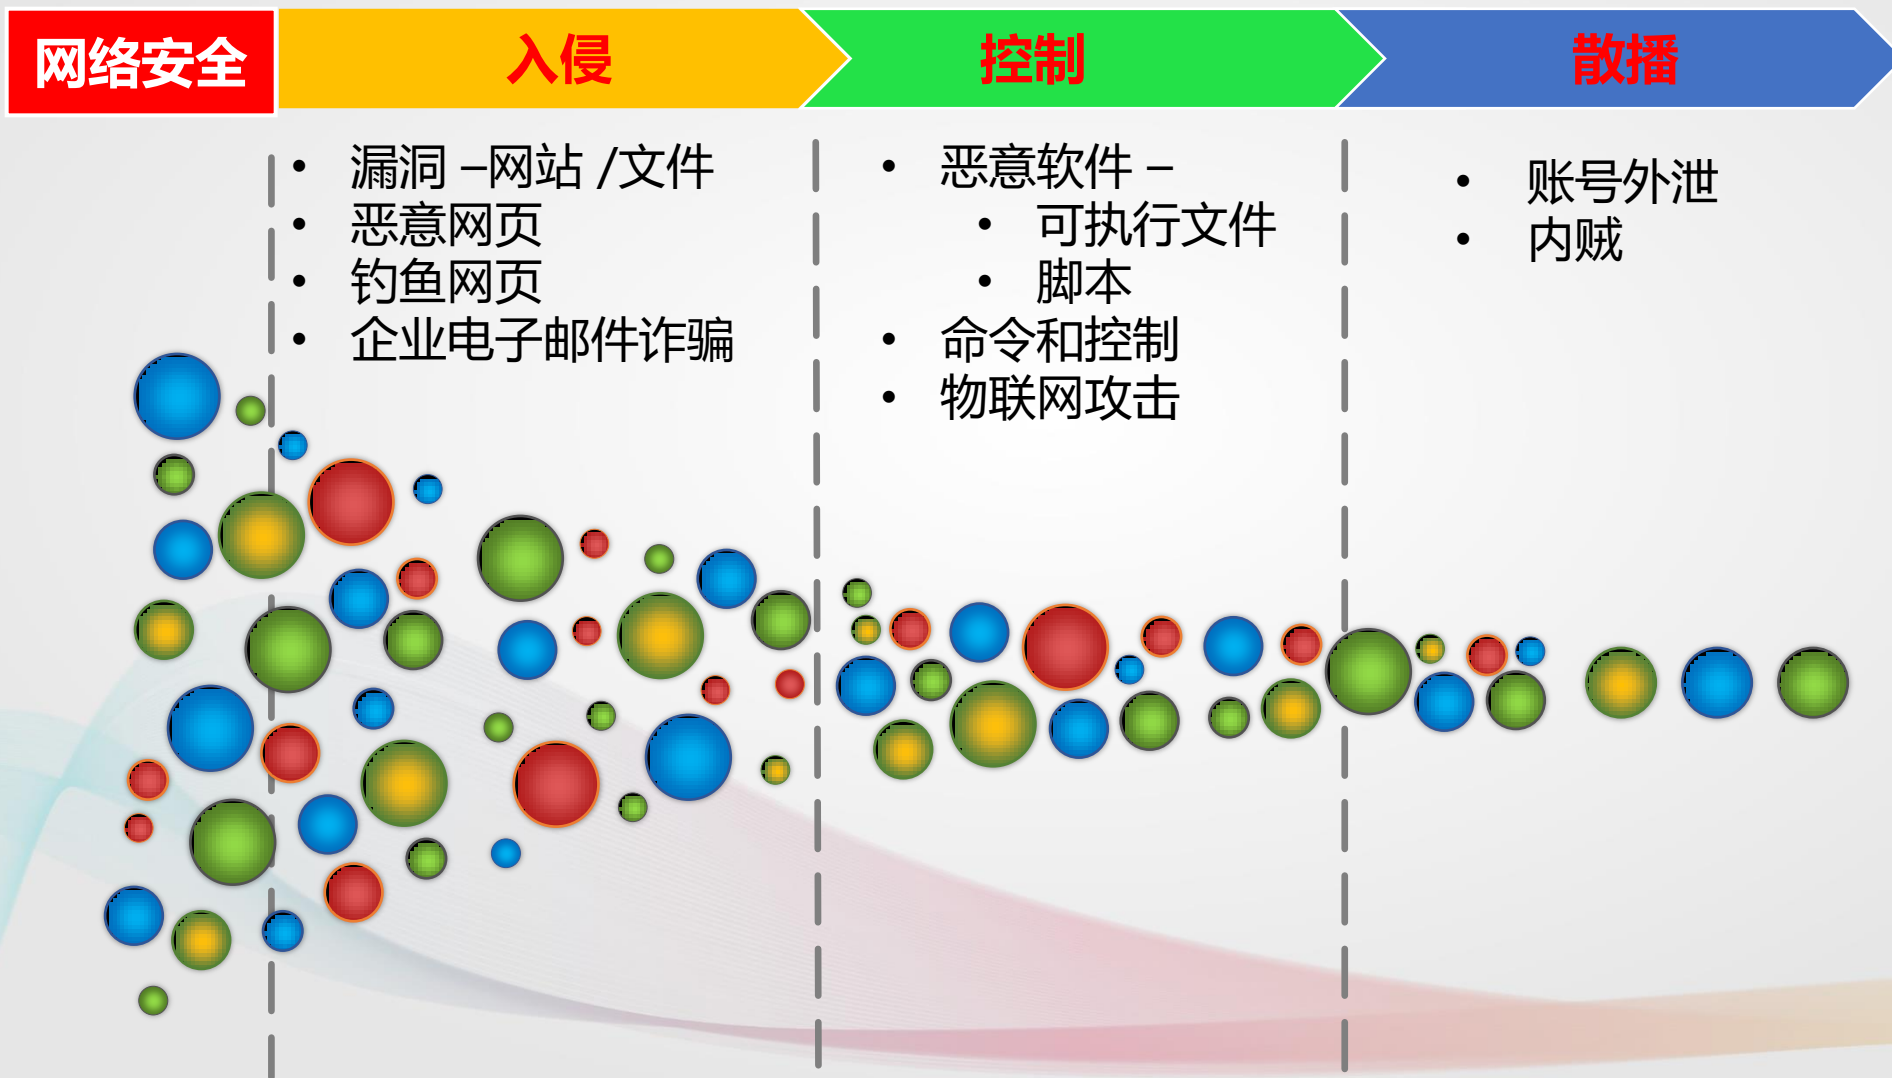 网络安全
入侵
控制
散播
• 漏洞 –网站 /文件
• 恶意网页
• 钓鱼网页
• 企业电子邮件诈骗
• 恶意软件 –
• 可执行文件
• 脚本
• 命令和控制
• 物联网攻击
• 账号外泄
• 内贼